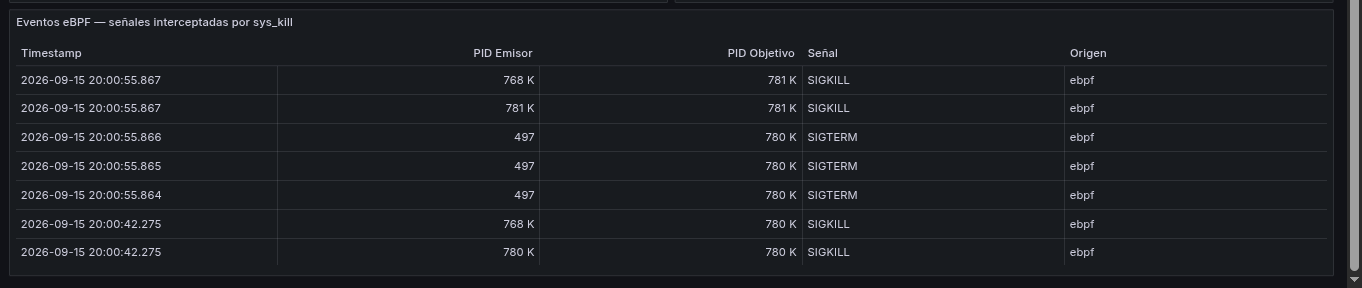 Eventos eBPF — señales interceptadas por sys_kill
Timestamp PID Emisor PID Objetivo Señal Origen
2026-09-15 20:00:55.867 768 K 781 K SIGKILL ebpf
2026-09-15 20:00:55.867 781 K 781 K SIGKILL ebpf
2026-09-15 20:00:55.866 497 780 K SIGTERM ebpf
2026-09-15 20:00:55.865 497 780 K SIGTERM ebpf
2026-09-15 20:00:55.864 497 780 K SIGTERM ebpf
2026-09-15 20:00:42.275 768 K 780 K SIGKILL ebpf
2026-09-15 20:00:42.275 780 K 780 K SIGKILL ebpf